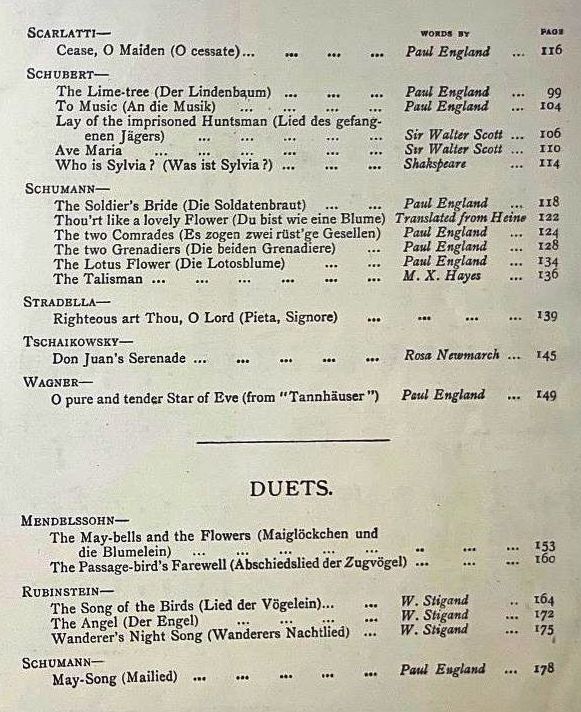 SCARLATTI— WORDS BY PAGE
Cease, O Maiden (O cessate)... ... ... ... Paul England ... 116
SCHUBERT—
The Lime-tree (Der Lindenbaum) ... ... ... Paul England ... 99
To Music (An die Musik) ... ... ... ... Paul England ... 104
Lay of the imprisoned Huntsman (Lied des gefang-
enen Jägers) ... ... ... ... ... Sir Walter Scott ... 106
Ave Maria ... ... ... ... ... Sir Walter Scott ... 110
Who is Sylvia? (Was ist Sylvia?) ... ... ... Shakspeare ... 114
SCHUMANN—
The Soldier's Bride (Die Soldatenbraut) ... ... Paul England ... 118
Thou'rt like a lovely Flower (Du bist wie eine Blume) Translated from Heine 122
The two Comrades (Es zogen zwei rüst'ge Gesellen) Paul England ... 124
The two Grenadiers (Die beiden Grenadiere) ... Paul England ... 128
The Lotus Flower (Die Lotosblume) ... ... Paul England ... 134
The Talisman ... ... ... ... ... ... M. X. Hayes ... 136
STRADELLA—
Righteous art Thou, O Lord (Pieta, Signore) ... ... ... ... 139
TSCHAIKOWSKY—
Don Juan's Serenade ... ... ... ... ... Rosa Newmarch ... 145
WAGNER—
O pure and tender Star of Eve (from "Tannhäuser") Paul England ... 149
DUETS.
MENDELSSOHN—
The May-bells and the Flowers (Maiglöckchen und
die Blumelein) ... ... ... ... ... .. ... ... 153
The Passage-bird's Farewell (Abschiedslied der Zugvögel) ... ... ... 160
RUBINSTEIN—
The Song of the Birds (Lied der Vögelein)... ... W. Stigand .. 164
The Angel (Der Engel) ... ... ... ... W. Stigand ... 172
Wanderer's Night Song (Wanderers Nachtlied) ... W. Stigand ... 175
SCHUMANN—
May-Song (Mailied) ... ... ... ... ... Paul England ... 178